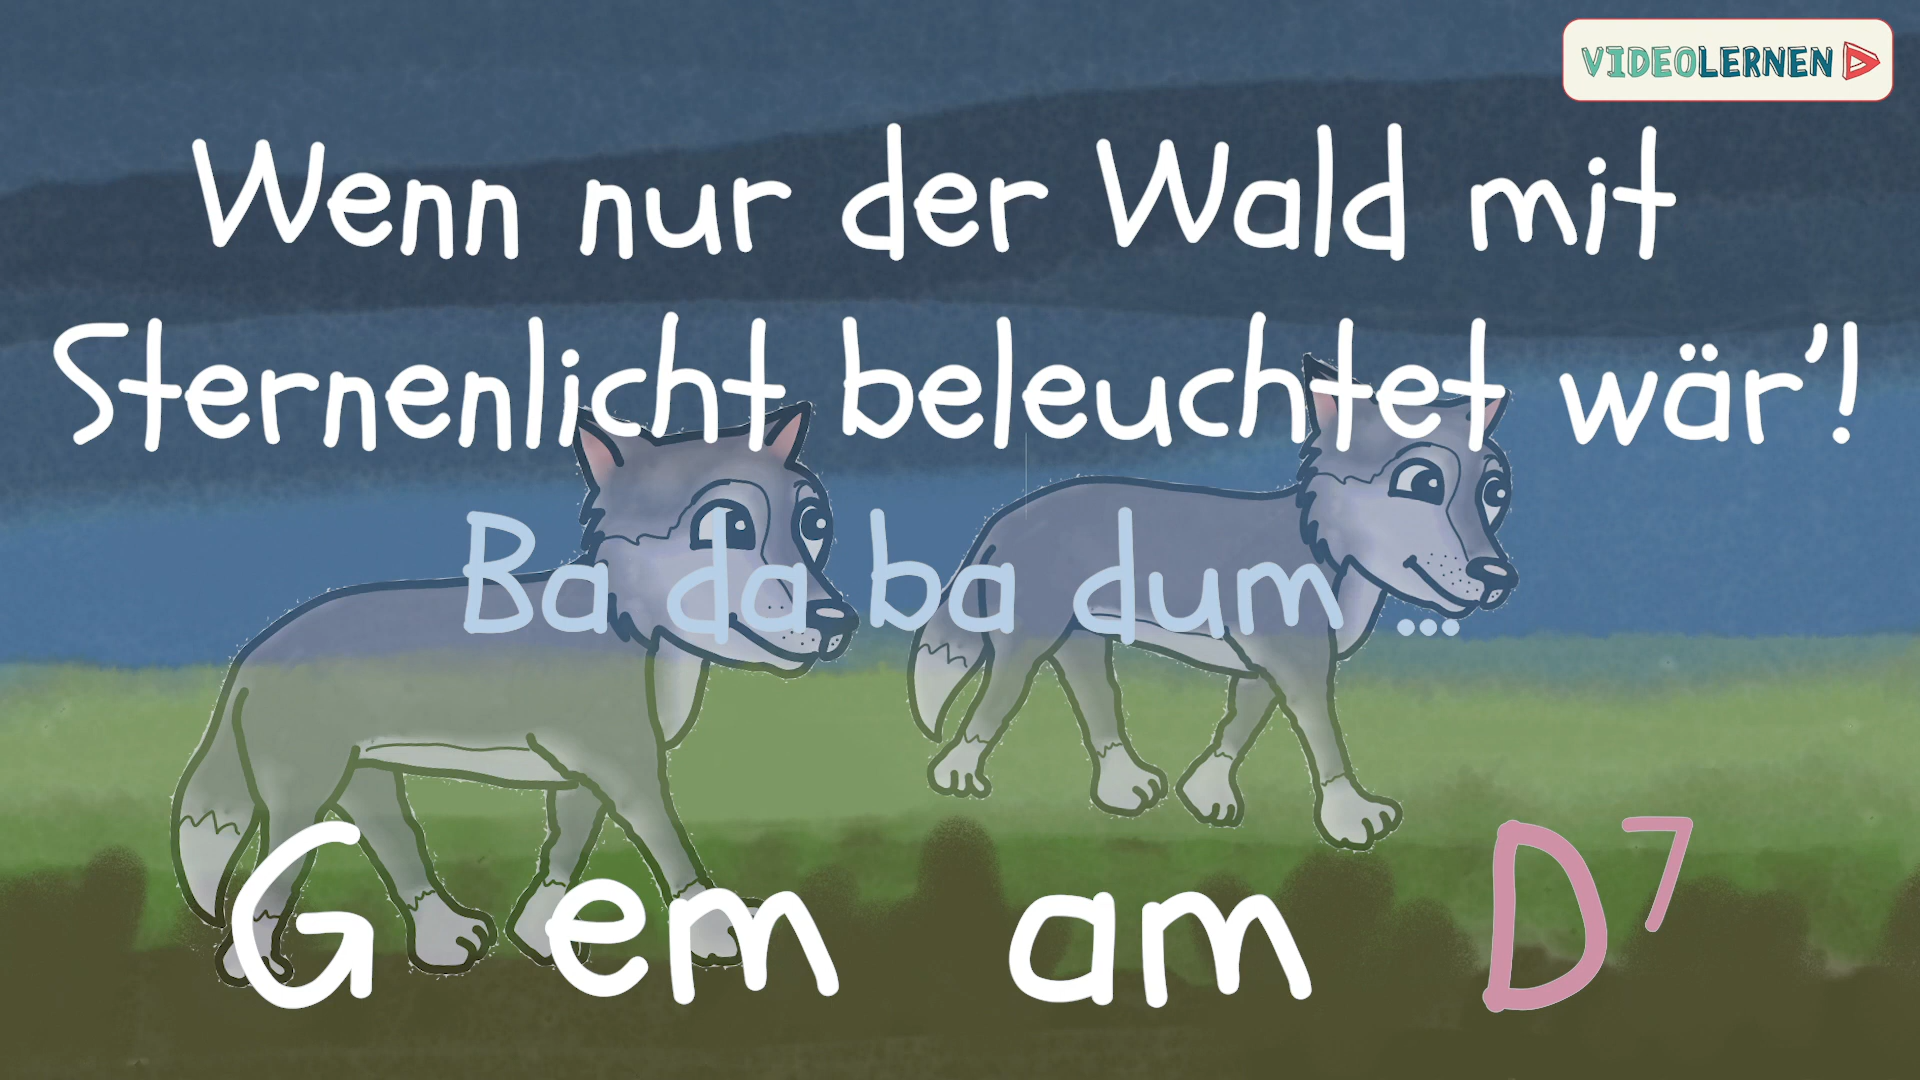 VIDEOLERNEN
Wenn nur der Wald mit
Sternenlicht beleuchtet wär'!
Ba da ba dum ...
G em am D7